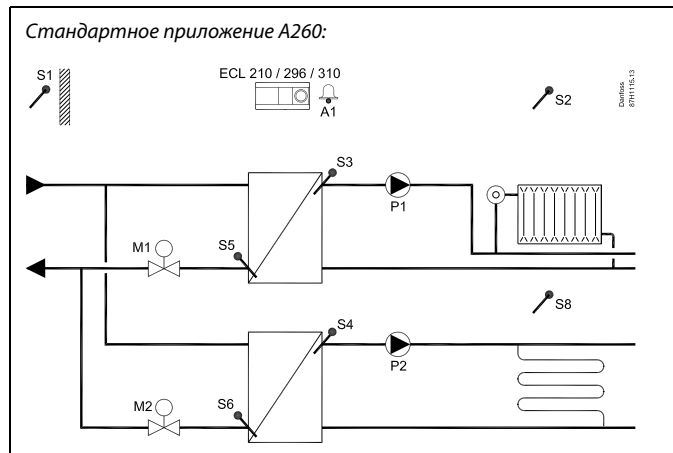 Стандартное приложение A260:
ECL 210 / 296 / 310
S1
A1
S2
Danfoss
87H1115.13
S3
P1
M1
S5
S8
S4
P2
M2
S6